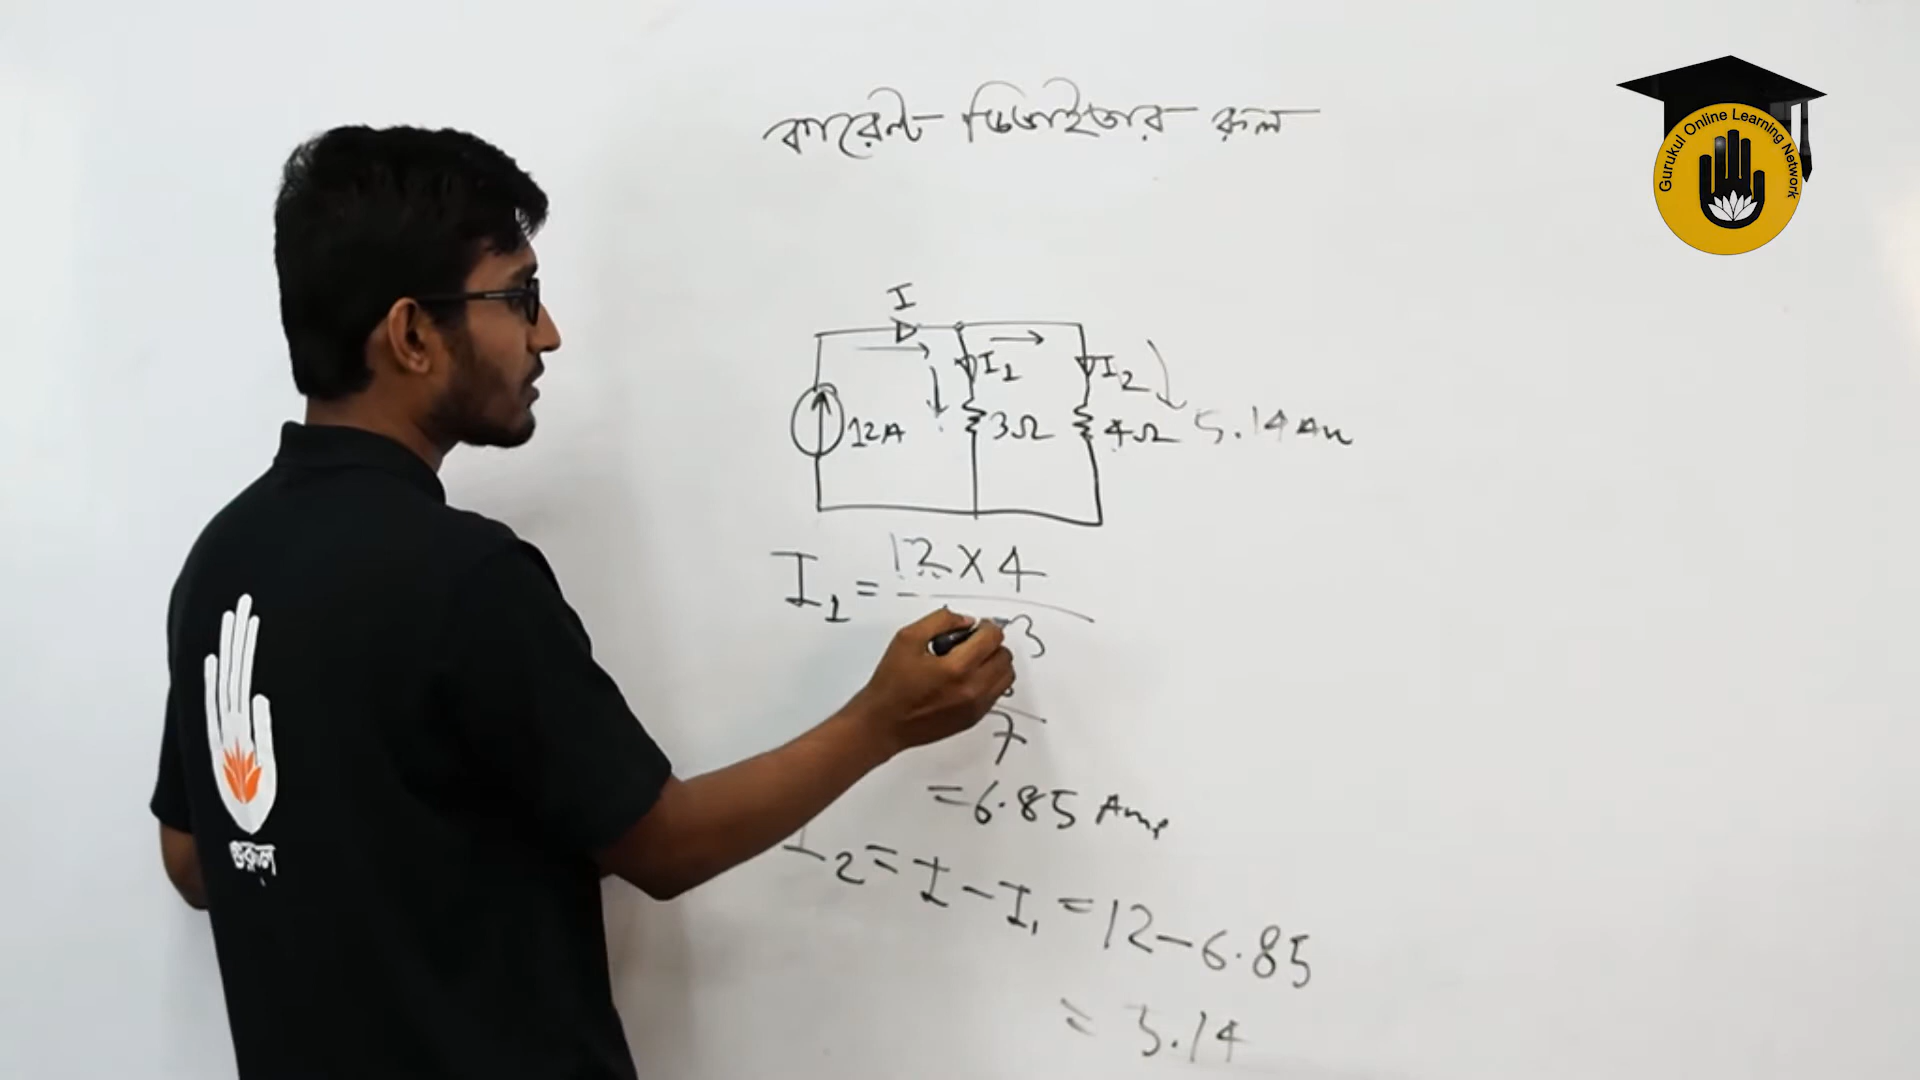 কারেন্ট ডিভাইডার রুল
Gurukul Online Learning Network
I
I1
I2
12A
3Ω
4Ω
5.14 Am
I1 = 12 × 4
3
7
= 6.85 Amp
I2 = I - I1 = 12 - 6.85
= 5.14
গুরুকুল